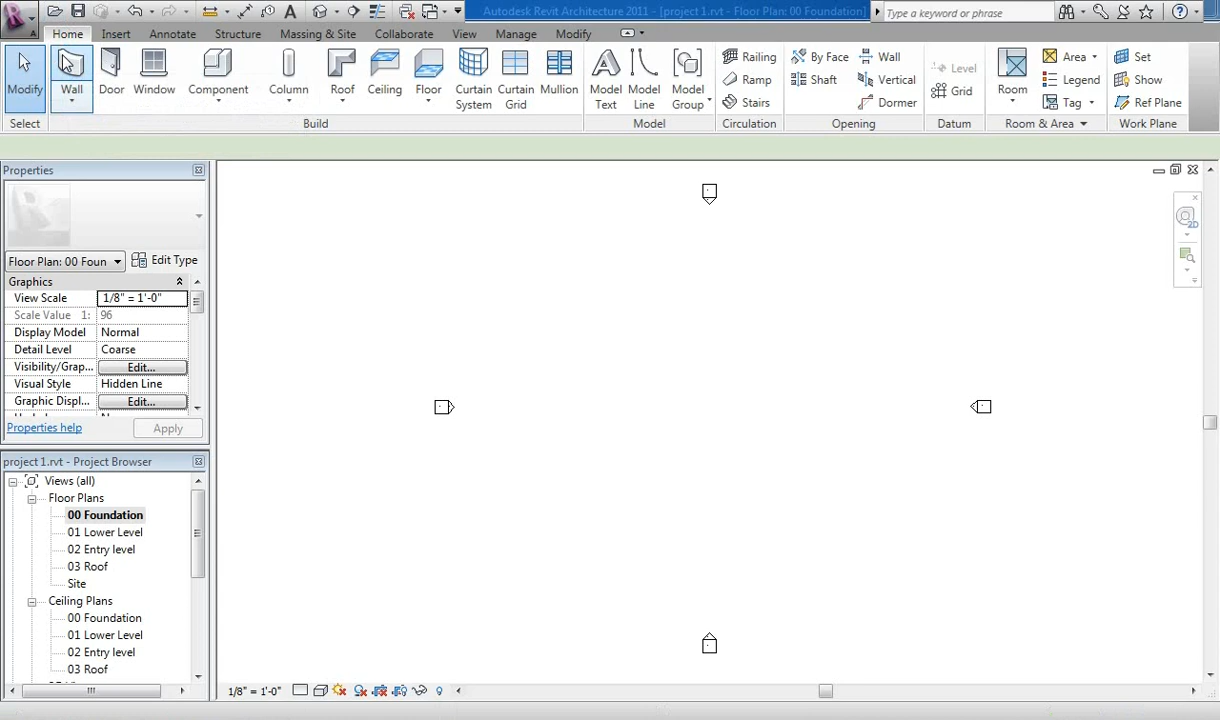 Autodesk Revit Architecture 2011 - [project 1.rvt - Floor Plan: 00 Foundation]
Type a keyword or phrase
Home Insert Annotate Structure Massing & Site Collaborate View Manage Modify
Modify Wall Door Window Component Column Roof Ceiling Floor Curtain System Curtain Grid Mullion Model Text Model Line Model Group Room
Railing By Face Wall Level Area Set
Ramp Shaft Vertical Grid Legend Show
Stairs Dormer Tag Ref Plane
Select Build Model Circulation Opening Datum Room & Area Work Plane
Properties
Floor Plan: 00 Foun Edit Type
Graphics
View Scale 1/8" = 1'-0"
Scale Value 1: 96
Display Model Normal
Detail Level Coarse
Visibility/Grap... Edit...
Visual Style Hidden Line
Graphic Displ... Edit...
Properties help Apply
project 1.rvt - Project Browser
Views (all)
Floor Plans
00 Foundation
01 Lower Level
02 Entry level
03 Roof
Site
Ceiling Plans
00 Foundation
01 Lower Level
02 Entry level
03 Roof
2D
1/8" = 1'-0"